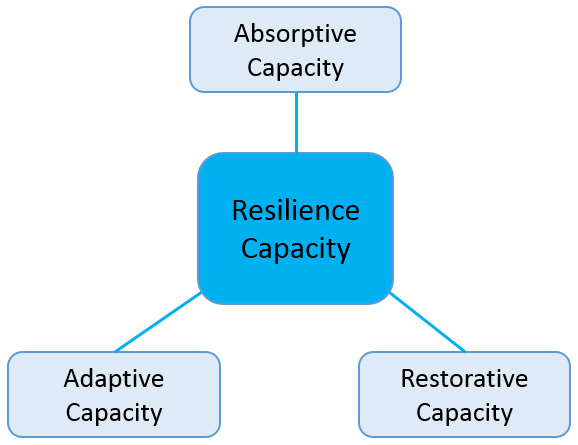 Absorptive
Capacity
Resilience
Capacity
Adaptive
Capacity
Restorative
Capacity